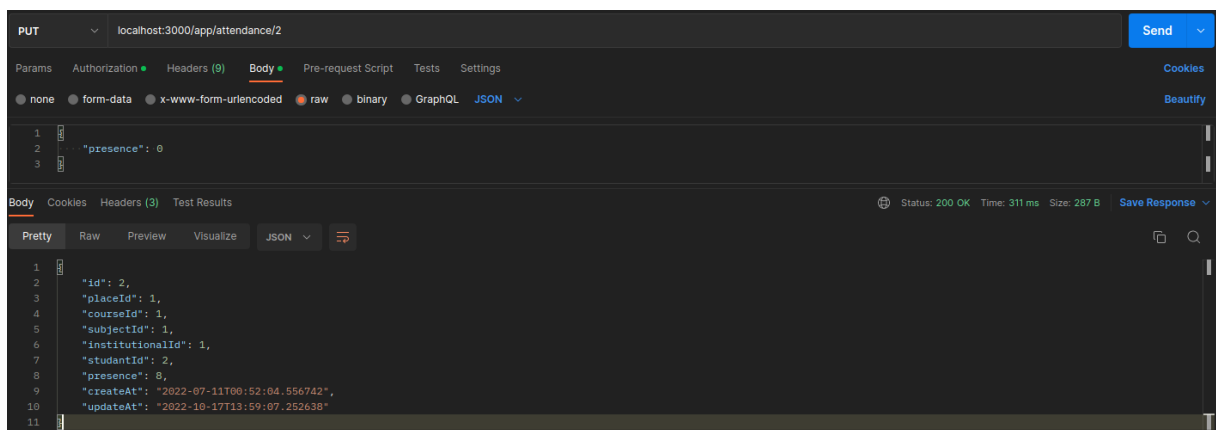 PUT localhost:3000/app/attendance/2 Send
Params Authorization Headers (9) Body Pre-request Script Tests Settings Cookies
none form-data x-www-form-urlencoded raw binary GraphQL JSON Beautify
1 {
2 "presence": 0
3 }
Body Cookies Headers (3) Test Results Status: 200 OK Time: 311 ms Size: 287 B Save Response
Pretty Raw Preview Visualize JSON
1 {
2 "id": 2,
3 "placeId": 1,
4 "courseId": 1,
5 "subjectId": 1,
6 "institutionalId": 1,
7 "studantId": 2,
8 "presence": 8,
9 "createAt": "2022-07-11T00:52:04.556742",
10 "updateAt": "2022-10-17T13:59:07.252638"
11 }